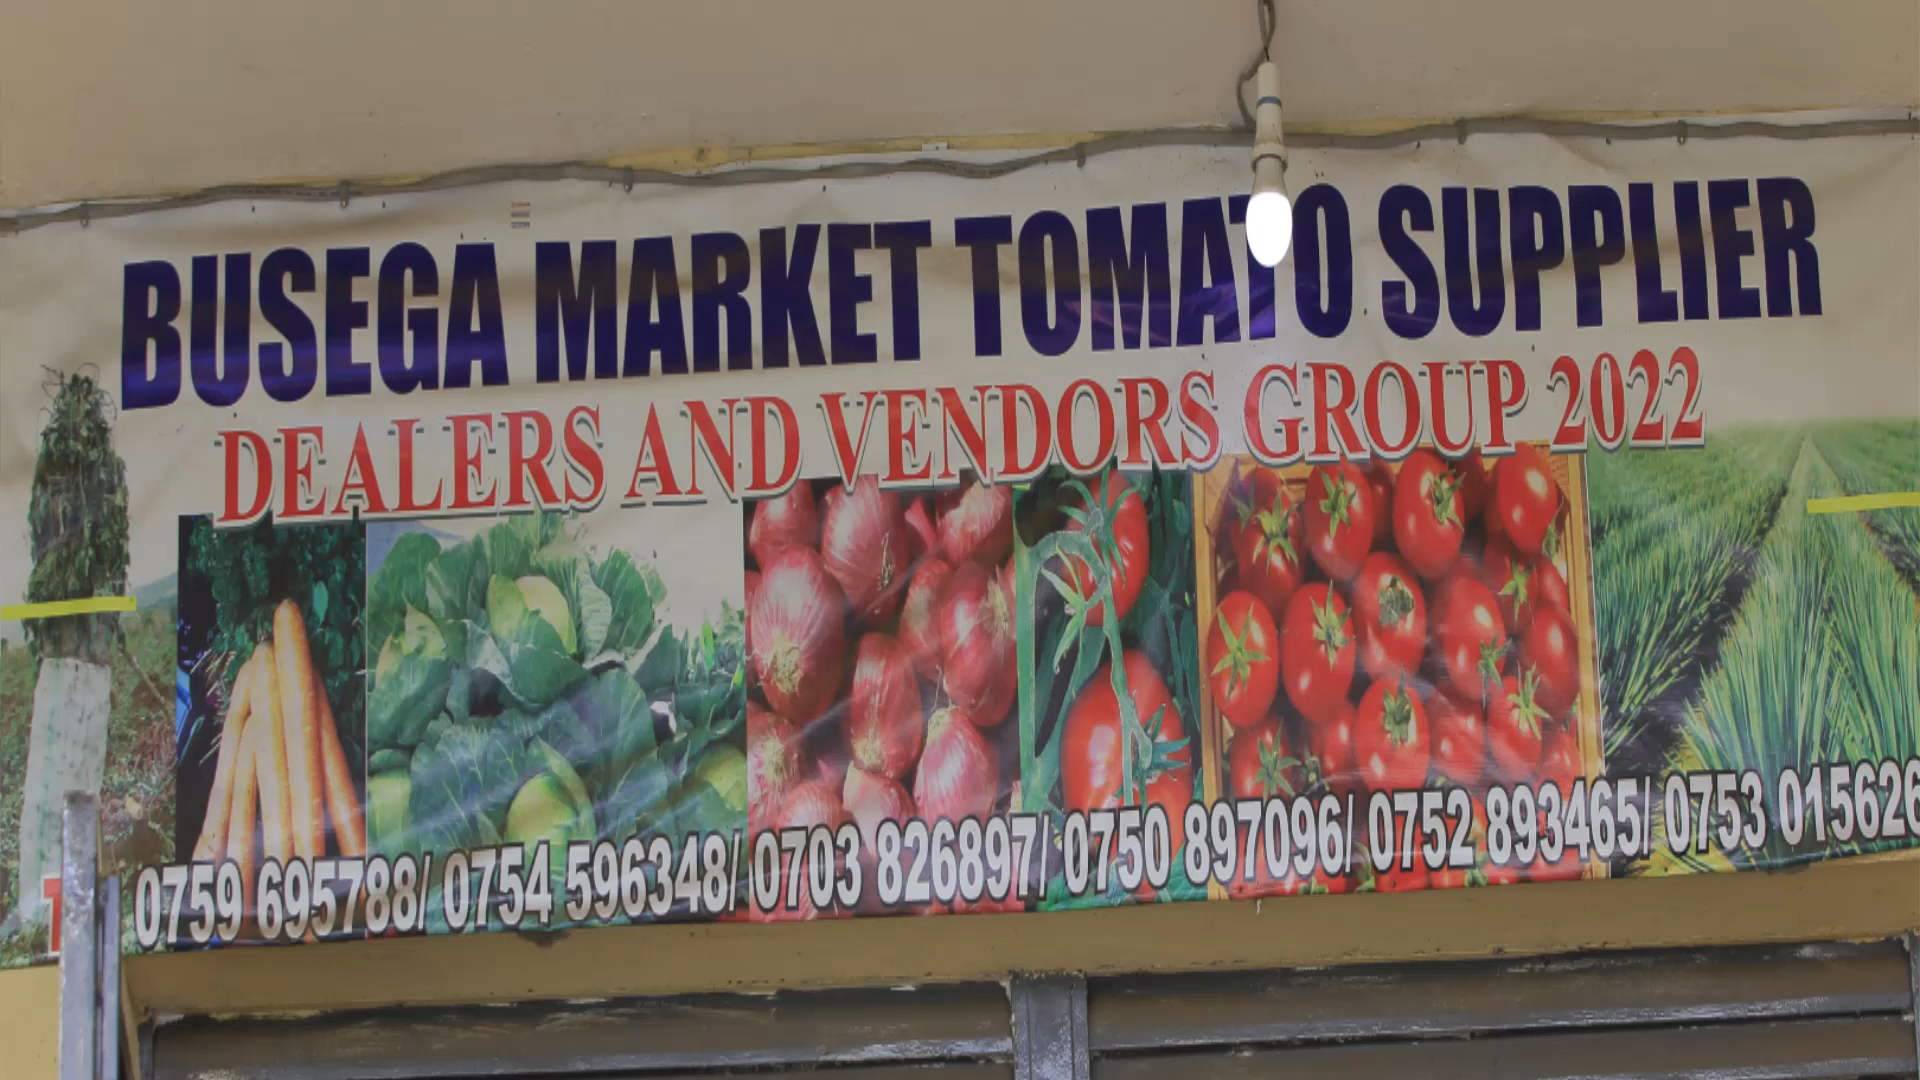 BUSEGA MARKET TOMATO SUPPLIER
DEALERS AND VENDORS GROUP 2022
0759 695788/ 0754 596348/ 0703 826897/ 0750 897096/ 0752 893465/ 0753 015626